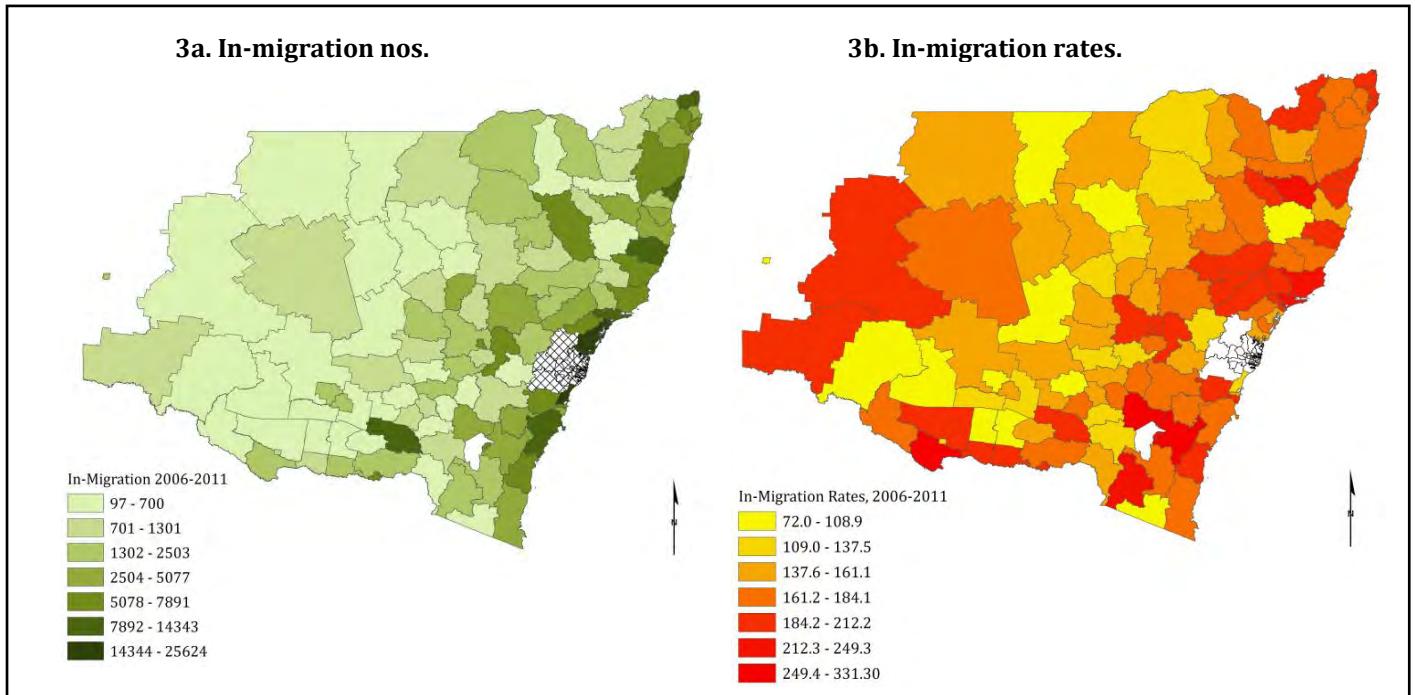 3a. In-migration nos.
3b. In-migration rates.
In-Migration 2006-2011
97 - 700
701 - 1301
1302 - 2503
2504 - 5077
5078 - 7891
7892 - 14343
14344 - 25624
N
In-Migration Rates, 2006-2011
72.0 - 108.9
109.0 - 137.5
137.6 - 161.1
161.2 - 184.1
184.2 - 212.2
212.3 - 249.3
249.4 - 331.30
N